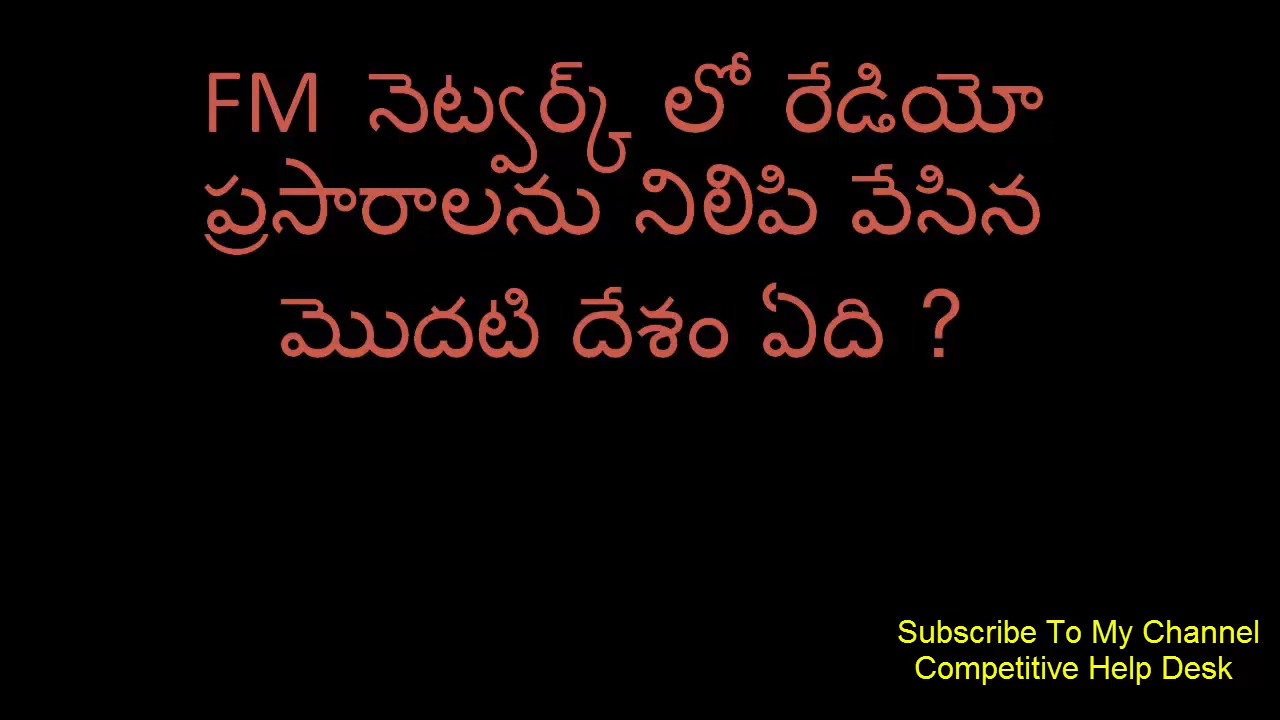 FM నెట్వర్క్ లో రేడియో
ప్రసారాలను నిలిపి వేసిన
మొదటి దేశం ఏది ?
Subscribe To My Channel
Competitive Help Desk